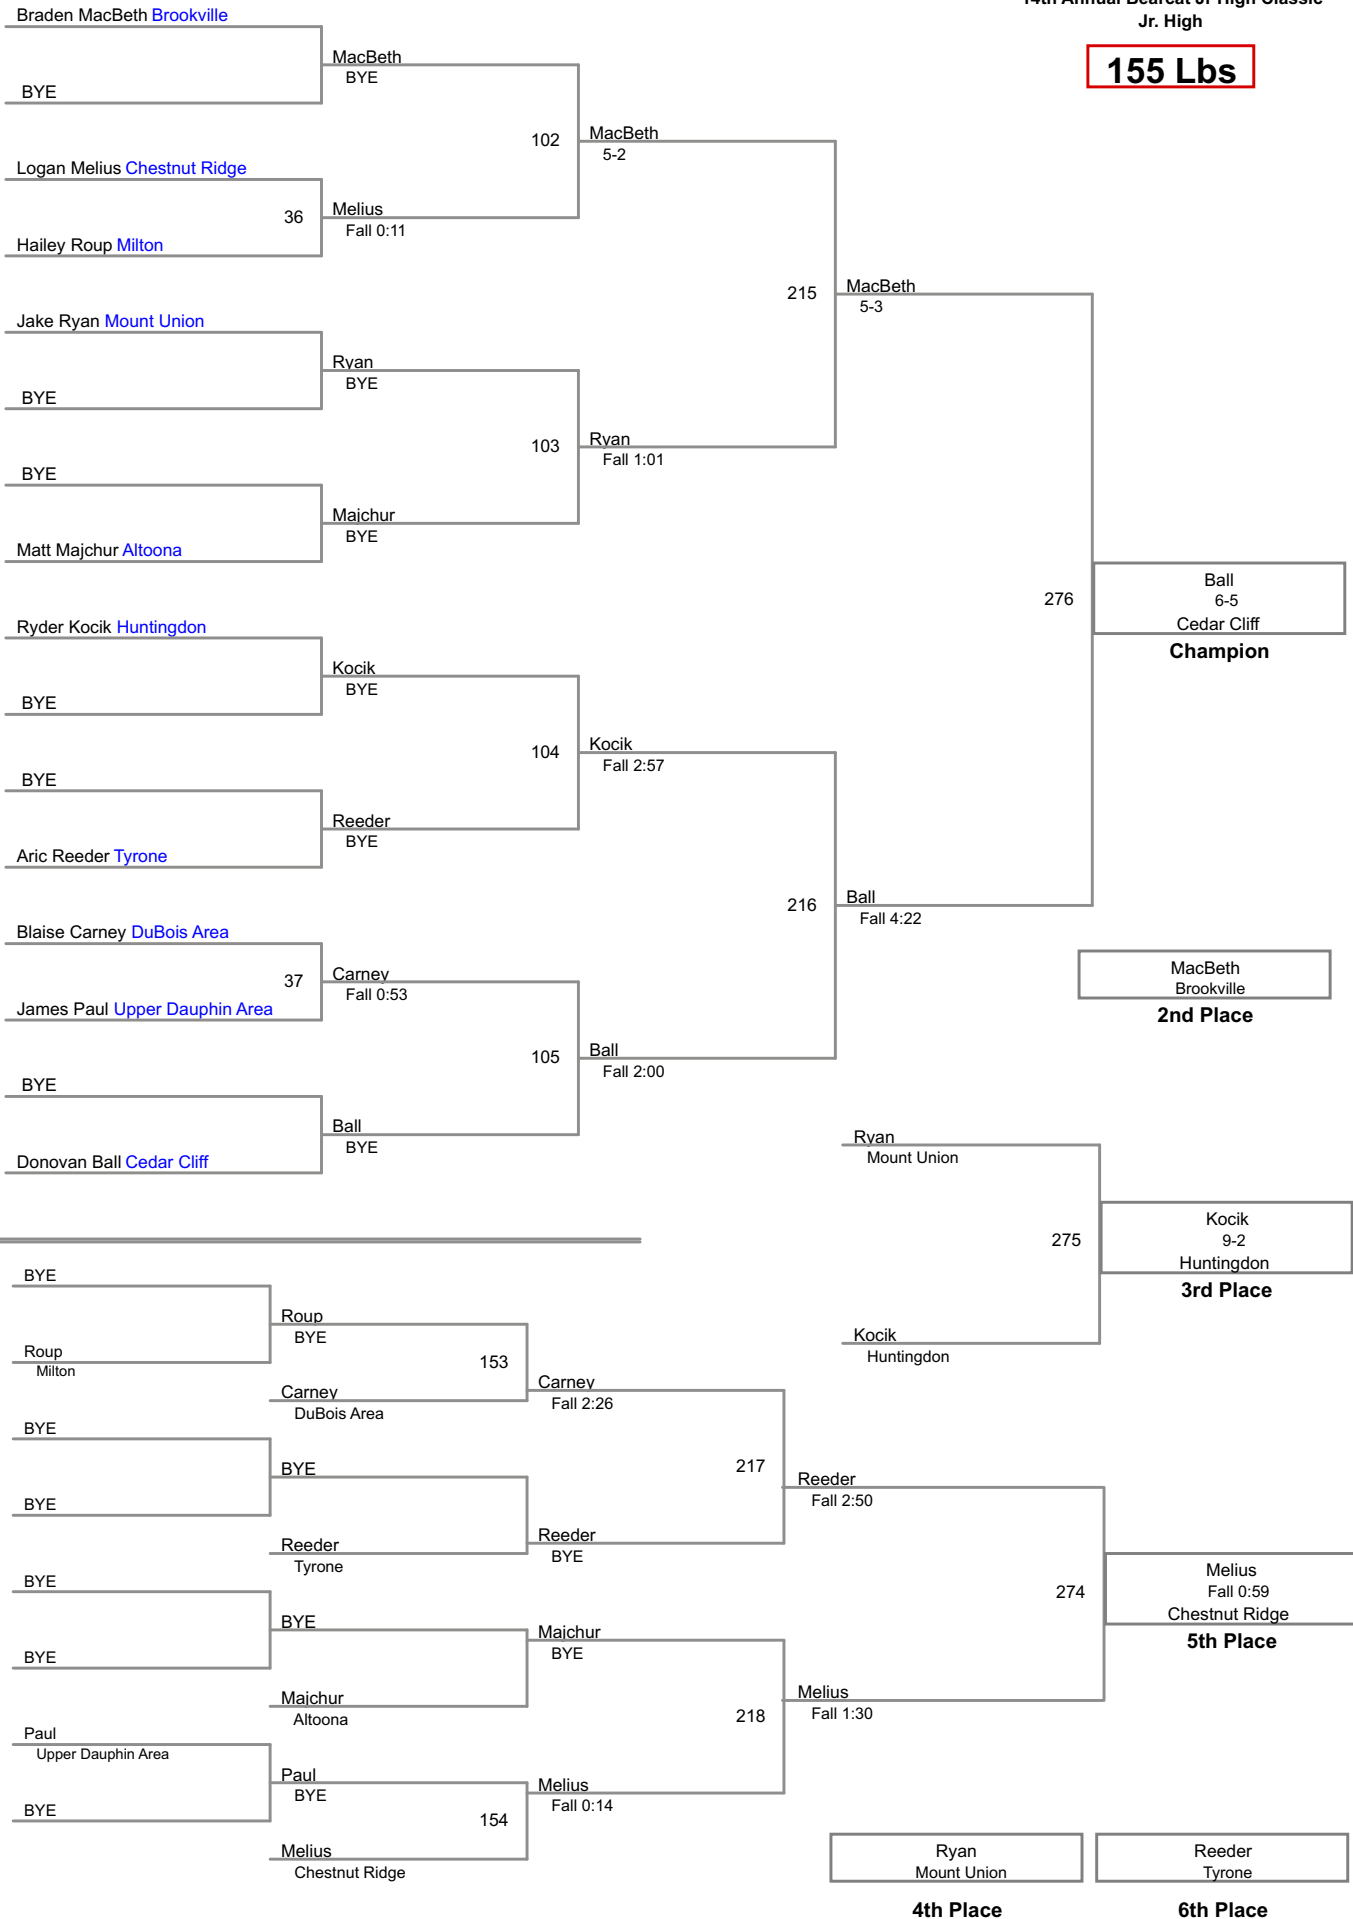 14th Annual Bearcat Jr High Classic
Jr. High
155 Lbs
Braden MacBeth Brookville
MacBeth
BYE
BYE
102
MacBeth
5-2
Logan Melius Chestnut Ridge
36
Melius
Fall 0:11
Hailey Roup Milton
215
MacBeth
5-3
Jake Ryan Mount Union
Ryan
BYE
BYE
103
Ryan
Fall 1:01
BYE
Majchur
BYE
Matt Majchur Altoona
276
Ball
6-5
Cedar Cliff
Champion
Ryder Kocik Huntingdon
Kocik
BYE
BYE
104
Kocik
Fall 2:57
BYE
Reeder
BYE
Aric Reeder Tyrone
216
Ball
Fall 4:22
Blaise Carney DuBois Area
37
Carney
Fall 0:53
James Paul Upper Dauphin Area
MacBeth
Brookville
2nd Place
105
Ball
Fall 2:00
BYE
Ball
BYE
Donovan Ball Cedar Cliff
Ryan
Mount Union
275
Kocik
9-2
Huntingdon
3rd Place
Kocik
Huntingdon
BYE
Roup
BYE
Roup
Milton
153
Carney
DuBois Area
Carney
Fall 2:26
BYE
BYE
BYE
217
Reeder
Fall 2:50
Reeder
Tyrone
Reeder
BYE
BYE
BYE
BYE
Majchur
BYE
274
Melius
Fall 0:59
Chestnut Ridge
5th Place
Majchur
Altoona
218
Melius
Fall 1:30
Paul
Upper Dauphin Area
Paul
BYE
BYE
154
Melius
Fall 0:14
Melius
Chestnut Ridge
Ryan
Mount Union
4th Place
Reeder
Tyrone
6th Place